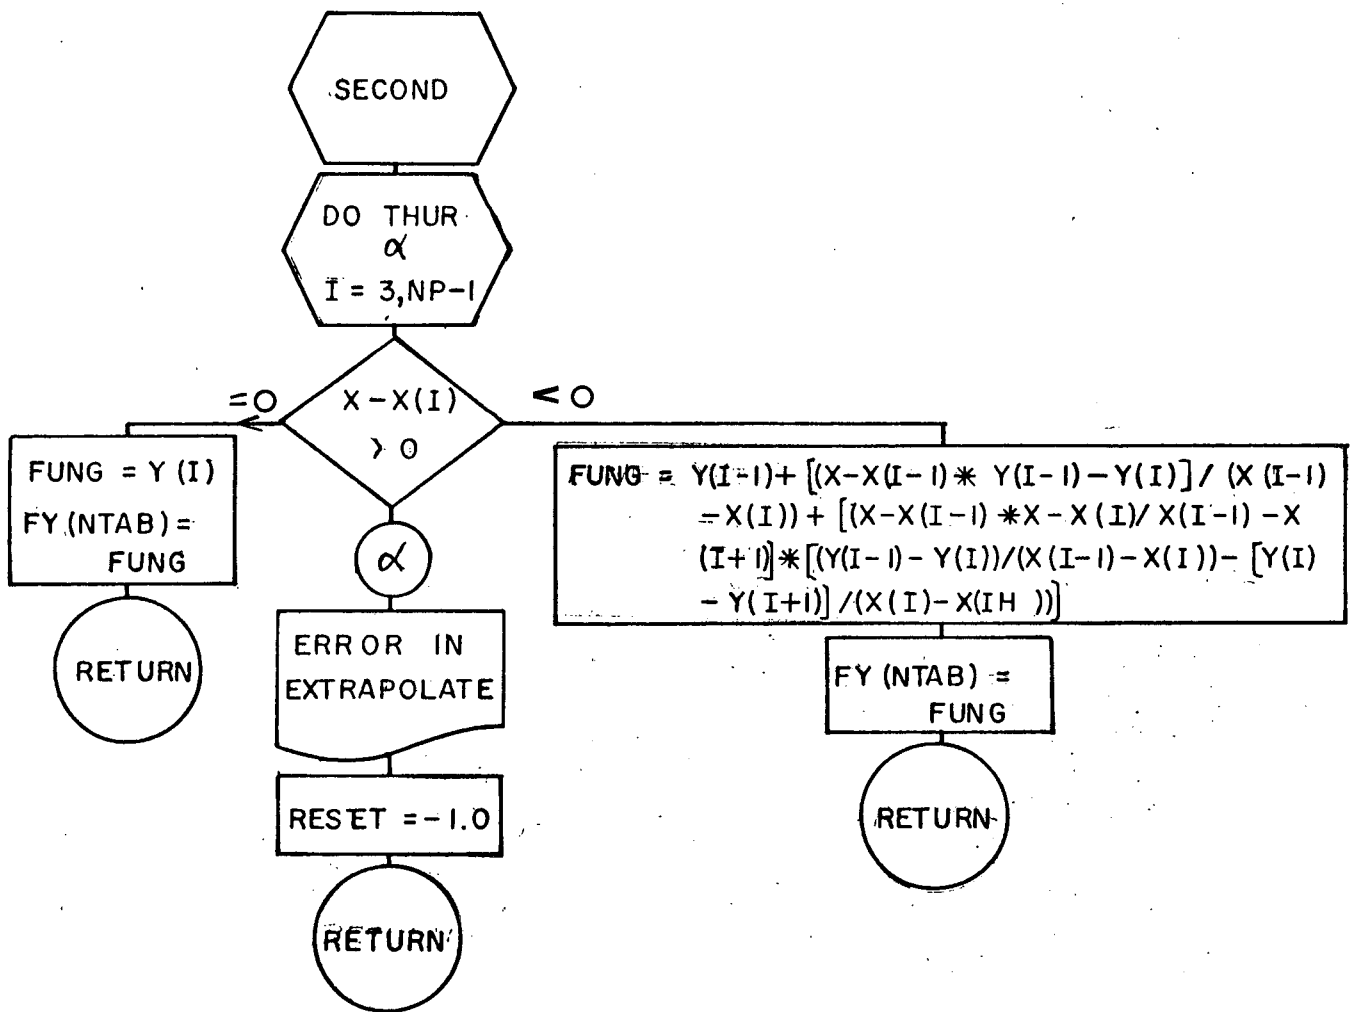 SECOND
DO THUR
α
I = 3,NP-1
=0
X-X(I)
> 0
< 0
FUNG = Y(I)
FY(NTAB)=
FUNG
RETURN
α
ERROR IN
EXTRAPOLATE
RESET =-1.0
RETURN
FUNG = Y(I-1)+ [(X-X(I-1)* Y(I-1)-Y(I)]/ (X(I-1)
-X(I))+ [(X-X(I-1)*X-X(I)/X(I-1)-X
(I+1)]*[(Y(I-1)-Y(I))/(X(I-1)-X(I))-[Y(I)
-Y(I+1)]/(X(I)-X(IH ))]
FY(NTAB) =
FUNG
RETURN